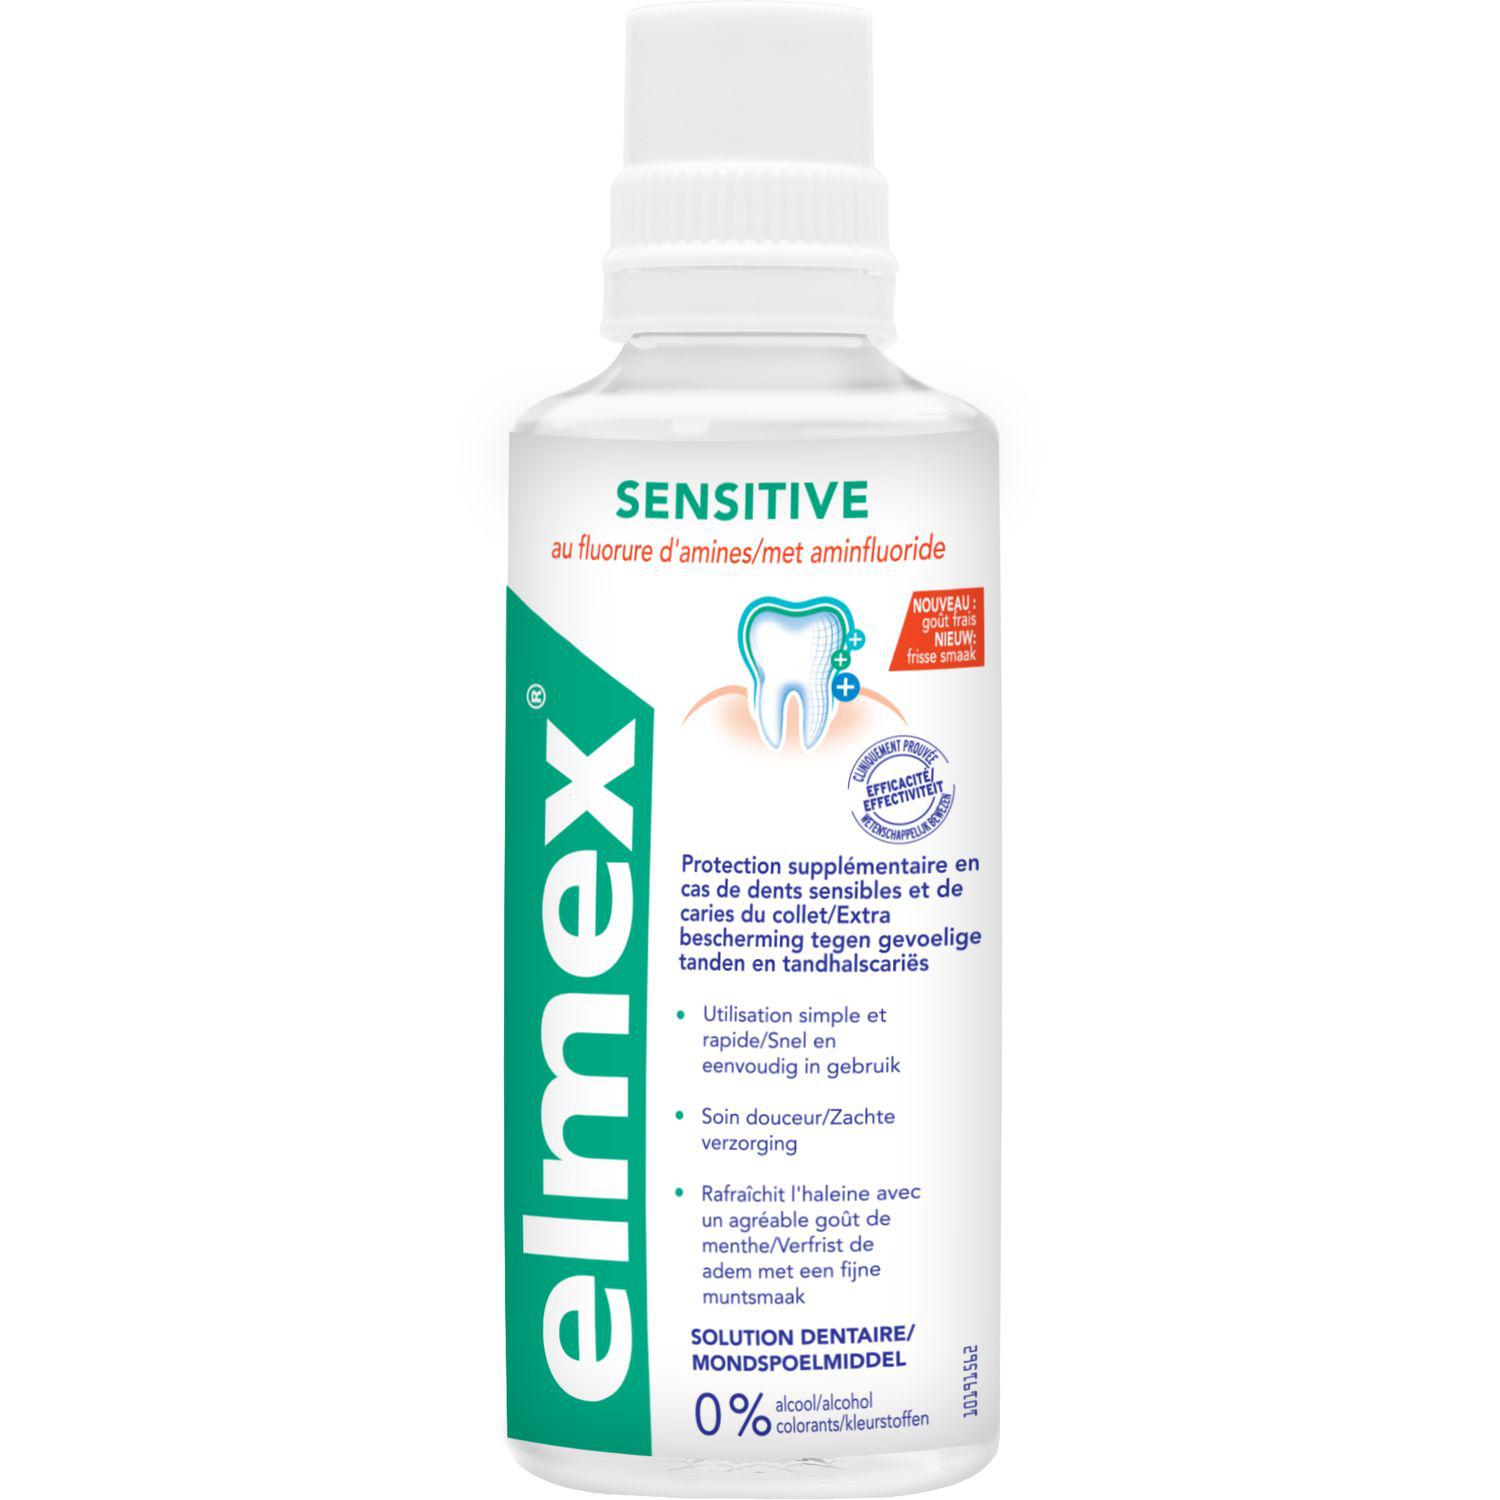 SENSITIVE
au fluorure d'amines/met aminfluoride
NOUVEAU :
goût frais
NIEUW:
frisse smaak
elmex®
CLINIQUEMENT PROUVÉE
EFFICACITÉ/
EFFECTIVITEIT
WETENSCHAPPELIJK BEWEZEN
Protection supplémentaire en
cas de dents sensibles et de
caries du collet/Extra
bescherming tegen gevoelige
tanden en tandhalscariës
• Utilisation simple et
rapide/Snel en
eenvoudig in gebruik
• Soin douceur/Zachte
verzorging
• Rafraîchit l'haleine avec
un agréable goût de
menthe/Verfrist de
adem met een fijne
muntsmaak
SOLUTION DENTAIRE/
MONDSPOELMIDDEL
0% alcool/alcohol
colorants/kleurstoffen
10191562